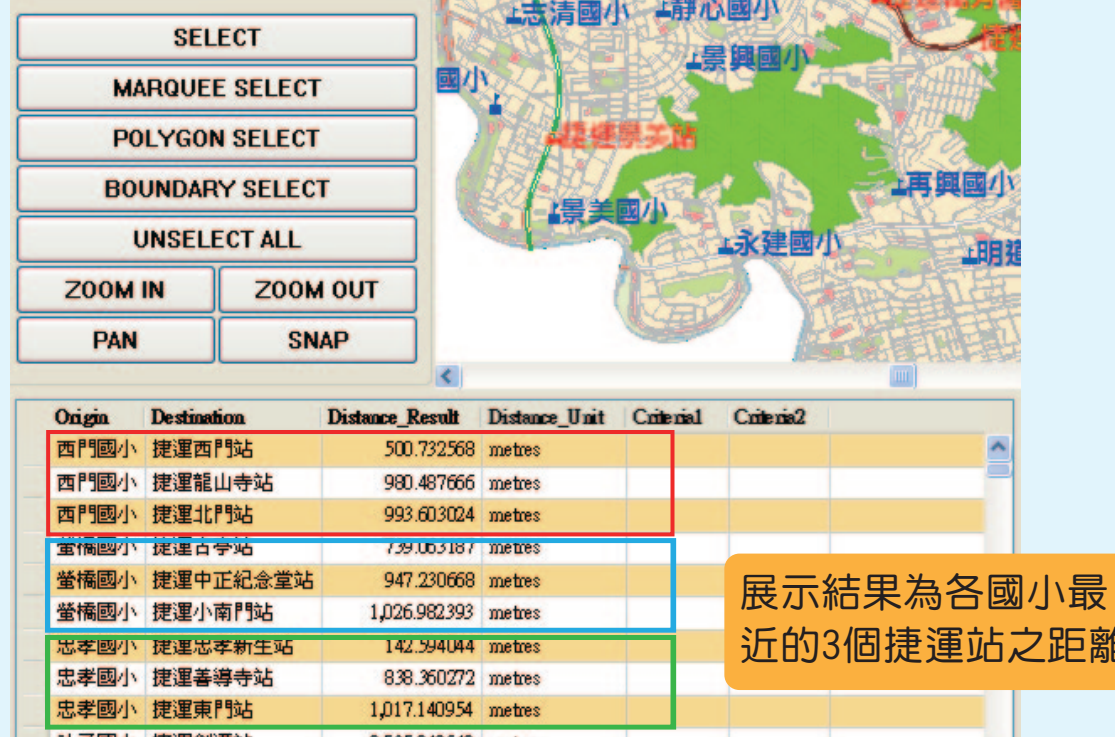 SELECT
MARQUEE SELECT
POLYGON SELECT
BOUNDARY SELECT
UNSELECT ALL
ZOOM IN ZOOM OUT
PAN SNAP
志清國小
靜心國小
景興國小
國小
捷運景美站
景美國小
再興國小
永建國小
Origin Destination Distance_Result Distance_Unit Criteria1 Criteria2
西門國小 捷運西門站 500.732568 metres
西門國小 捷運龍山寺站 980.487666 metres
西門國小 捷運北門站 993.603024 metres
螢橋國小 捷運古亭站 739.063187 metres
螢橋國小 捷運中正紀念堂站 947.230668 metres
螢橋國小 捷運小南門站 1,026.982393 metres
忠孝國小 捷運忠孝新生站 142.594044 metres
忠孝國小 捷運善導寺站 838.360272 metres
忠孝國小 捷運東門站 1,017.140954 metres
展示結果為各國小最
近的3個捷運站之距離